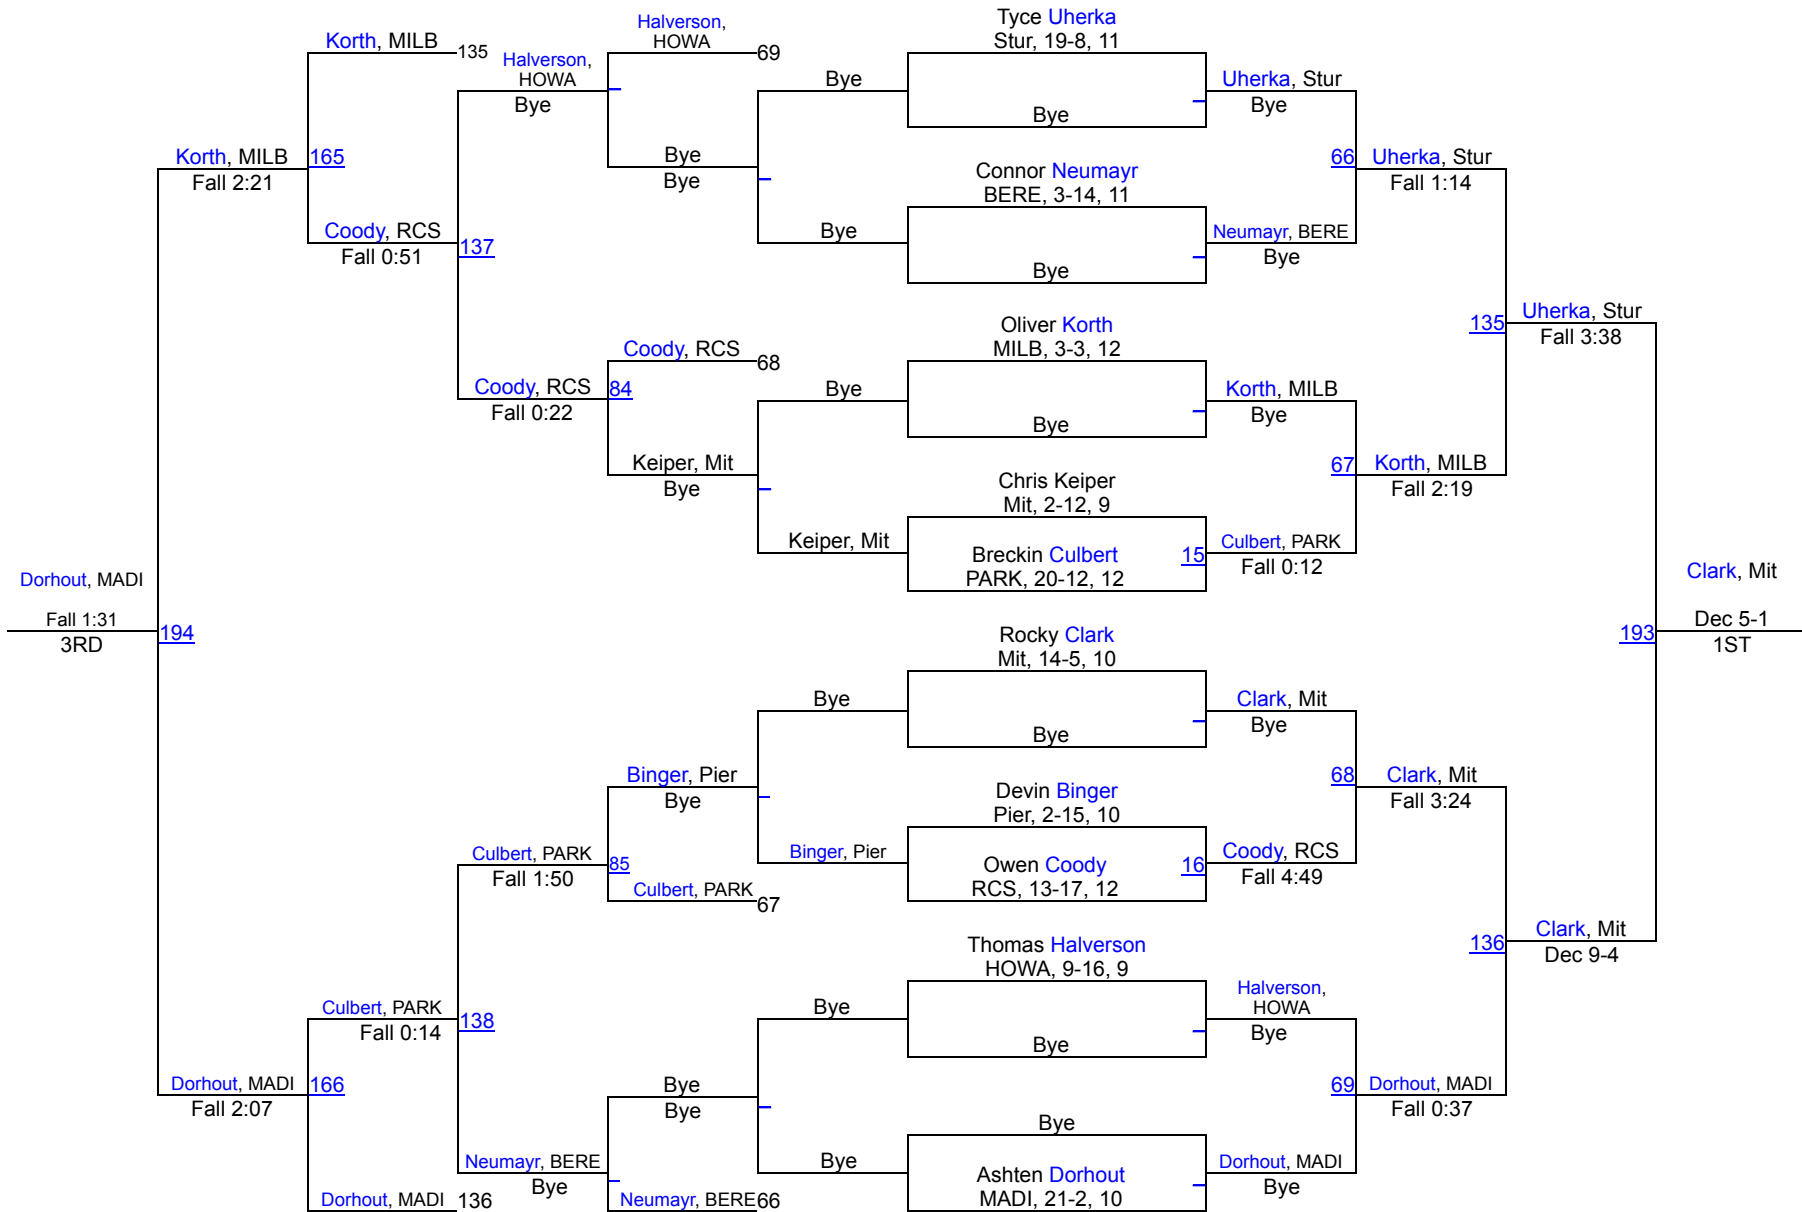 Tyce Uherka
Stur, 19-8, 11
Bye
Connor Neumayr
BERE, 3-14, 11
Bye
Oliver Korth
MILB, 3-3, 12
Bye
Chris Keiper
Mit, 2-12, 9
Breckin Culbert
PARK, 20-12, 12
15
Rocky Clark
Mit, 14-5, 10
Bye
Devin Binger
Pier, 2-15, 10
Owen Coody
RCS, 13-17, 12
16
Thomas Halverson
HOWA, 9-16, 9
Bye
Bye
Ashten Dorhout
MADI, 21-2, 10
Uherka, Stur
Bye
66
Neumayr, BERE
Bye
Korth, MILB
Bye
67
Culbert, PARK
Fall 0:12
Clark, Mit
Bye
68
Coody, RCS
Fall 4:49
Halverson,
HOWA
Bye
69
Dorhout, MADI
Bye
Uherka, Stur
Fall 1:14
135
Korth, MILB
Fall 2:19
Clark, Mit
Fall 3:24
136
Dorhout, MADI
Fall 0:37
Uherka, Stur
Fall 3:38
193
Clark, Mit
Dec 9-4
Clark, Mit
Dec 5-1
1ST
Bye
Bye
Bye
Keiper, Mit
Bye
Binger, Pier
Bye
Bye
Halverson,
HOWA
69
Bye
Bye
Coody, RCS
68
84
Keiper, Mit
Bye
Binger, Pier
Bye
85
Culbert, PARK
67
Bye
Bye
Neumayr, BERE
66
Halverson,
HOWA
Bye
137
Coody, RCS
Fall 0:22
Culbert, PARK
Fall 1:50
138
Neumayr, BERE
Bye
Korth, MILB
135
165
Coody, RCS
Fall 0:51
Culbert, PARK
Fall 0:14
166
Dorhout, MADI
136
Korth, MILB
Fall 2:21
194
Dorhout, MADI
Fall 2:07
Dorhout, MADI
Fall 1:31
3RD